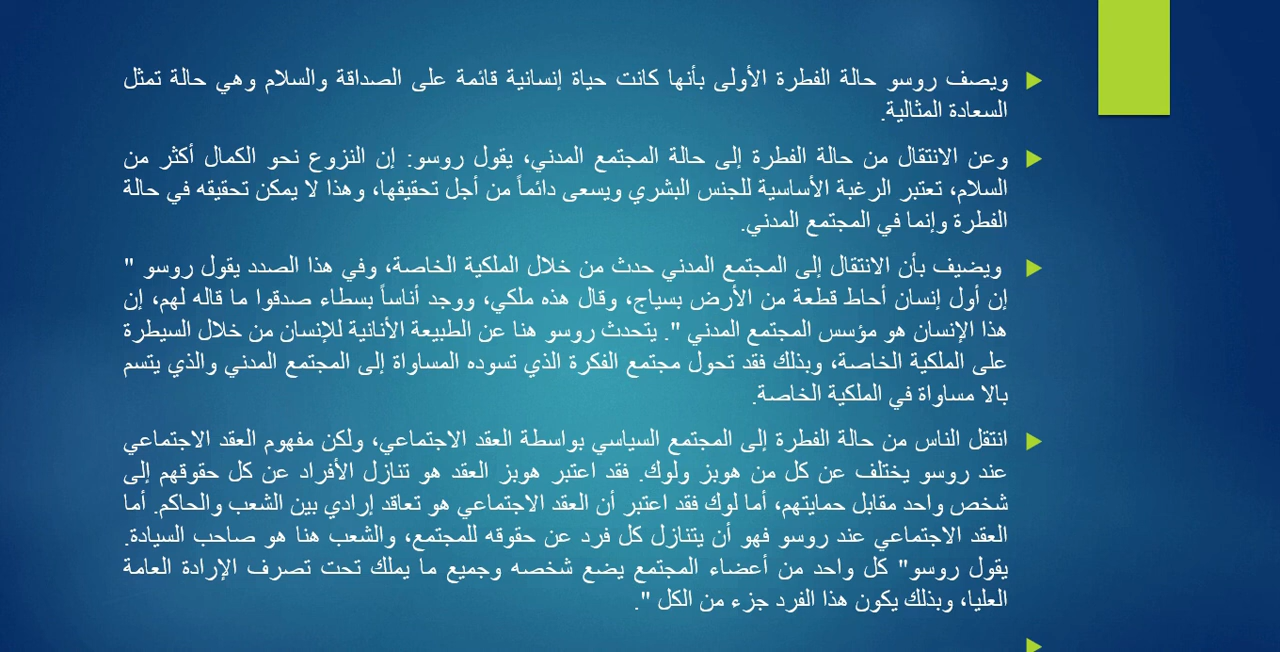 ويصف روسو حالة الفطرة الأولى بأنها كانت حياة إنسانية قائمة على الصداقة والسلام وهي حالة تمثل
السعادة المثالية.
وعن الانتقال من حالة الفطرة إلى حالة المجتمع المدني، يقول روسو: إن النزوع نحو الكمال أكثر من
السلام، تعتبر الرغبة الأساسية للجنس البشري ويسعى دائماً من أجل تحقيقها، وهذا لا يمكن تحقيقه في حالة
الفطرة وإنما في المجتمع المدني.
ويضيف بأن الانتقال إلى المجتمع المدني حدث من خلال الملكية الخاصة، وفي هذا الصدد يقول روسو "
إن أول إنسان أحاط قطعة من الأرض بسياج، وقال هذه ملكي، ووجد أناساً بسطاء صدقوا ما قاله لهم، إن
هذا الإنسان هو مؤسس المجتمع المدني ". يتحدث روسو هنا عن الطبيعة الأنانية للإنسان من خلال السيطرة
على الملكية الخاصة، وبذلك فقد تحول مجتمع الفكرة الذي تسوده المساواة إلى المجتمع المدني والذي يتسم
بالا مساواة في الملكية الخاصة.
انتقل الناس من حالة الفطرة إلى المجتمع السياسي بواسطة العقد الاجتماعي، ولكن مفهوم العقد الاجتماعي
عند روسو يختلف عن كل من هوبز ولوك. فقد اعتبر هوبز العقد هو تنازل الأفراد عن كل حقوقهم إلى
شخص واحد مقابل حمايتهم، أما لوك فقد اعتبر أن العقد الاجتماعي هو تعاقد إرادي بين الشعب والحاكم. أما
العقد الاجتماعي عند روسو فهو أن يتنازل كل فرد عن حقوقه للمجتمع، والشعب هنا هو صاحب السيادة.
يقول روسو" كل واحد من أعضاء المجتمع يضع شخصه وجميع ما يملك تحت تصرف الإرادة العامة
العليا، وبذلك يكون هذا الفرد جزء من الكل ".